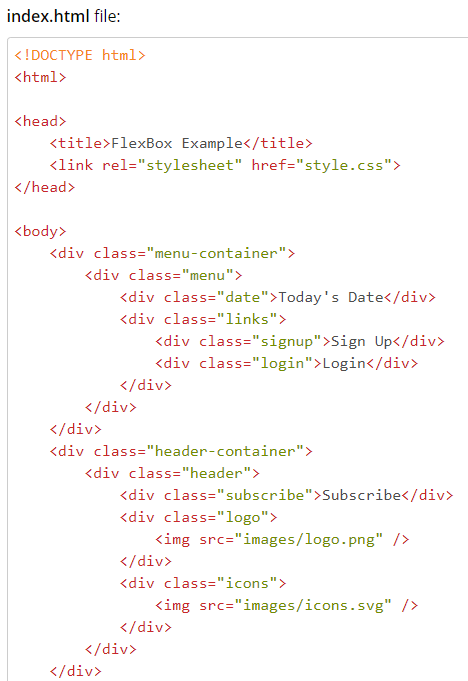 index.html file:
<!DOCTYPE html>
<html>
<head>
    <title>FlexBox Example</title>
    <link rel="stylesheet" href="style.css">
</head>
<body>
    <div class="menu-container">
        <div class="menu">
            <div class="date">Today's Date</div>
            <div class="links">
                <div class="signup">Sign Up</div>
                <div class="login">Login</div>
            </div>
        </div>
    </div>
    <div class="header-container">
        <div class="header">
            <div class="subscribe">Subscribe</div>
            <div class="logo">
                <img src="images/logo.png" />
            </div>
            <div class="icons">
                <img src="images/icons.svg" />
            </div>
        </div>
    </div>